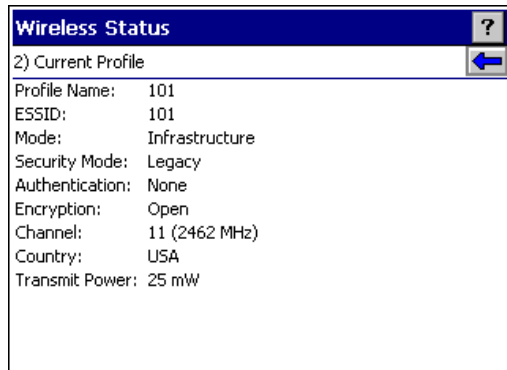 Wireless Status ?
2) Current Profile
Profile Name: 101
ESSID: 101
Mode: Infrastructure
Security Mode: Legacy
Authentication: None
Encryption: Open
Channel: 11 (2462 MHz)
Country: USA
Transmit Power: 25 mW